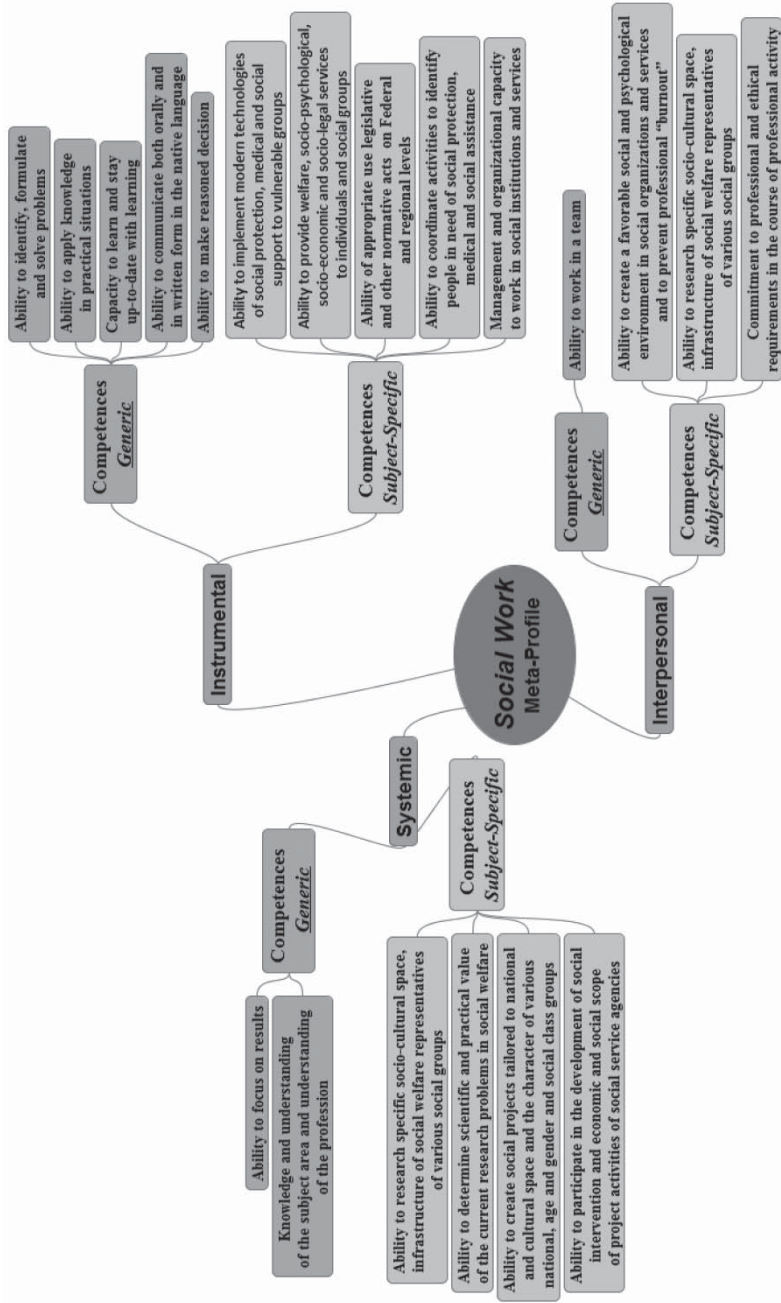 Social Work
Meta-Profile
Instrumental
Competences
Generic
Ability to identify, formulate
and solve problems
Ability to apply knowledge
in practical situations
Capacity to learn and stay
up-to-date with learning
Ability to communicate both orally and
in written form in the native language
Ability to make reasoned decision
Competences
Subject-Specific
Ability to implement modern technologies
of social protection, medical and social
support to vulnerable groups
Ability to provide welfare, socio-psychological,
socio-economic and socio-legal services
to individuals and social groups
Ability of appropriate use legislative
and other normative acts on Federal
and regional levels
Ability to coordinate activities to identify
people in need of social protection,
medical and social assistance
Management and organizational capacity
to work in social institutions and services
Interpersonal
Competences
Generic
Ability to work in a team
Competences
Subject-Specific
Ability to create a favorable social and psychological
environment in social organizations and services
and to prevent professional “burnout”
Ability to research specific socio-cultural space,
infrastructure of social welfare representatives
of various social groups
Commitment to professional and ethical
requirements in the course of professional activity
Systemic
Competences
Generic
Ability to focus on results
Knowledge and understanding
of the subject area and understanding
of the profession
Competences
Subject-Specific
Ability to research specific socio-cultural space,
infrastructure of social welfare representatives
of various social groups
Ability to determine scientific and practical value
of the current research problems in social welfare
Ability to create social projects tailored to national
and cultural space and the character of various
national, age and gender and social class groups
Ability to participate in the development of social
intervention and economic and social scope
of project activities of social service agencies